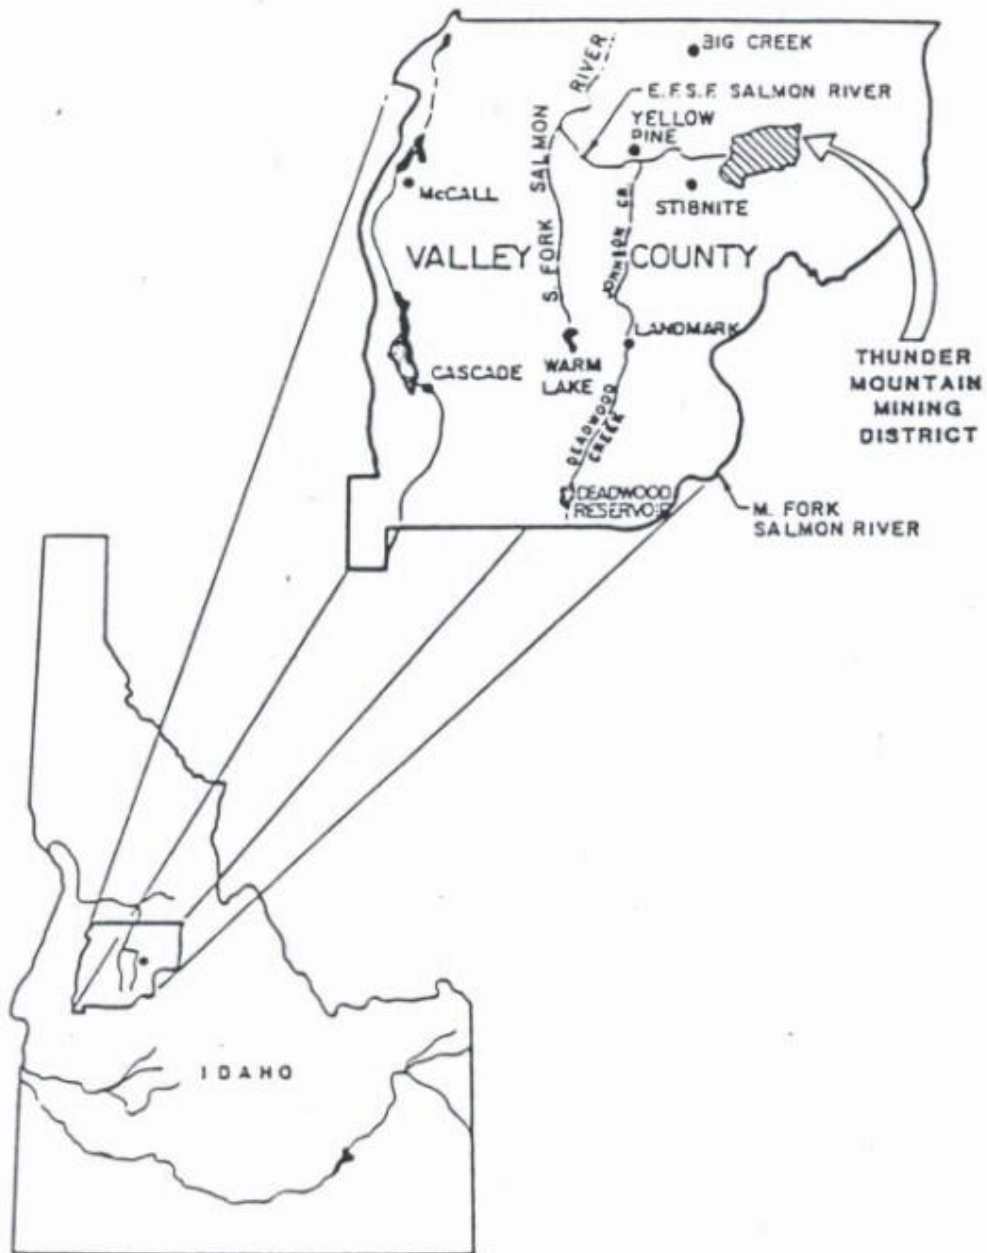 BIG CREEK
RIVER
E.F.S.F. SALMON RIVER
YELLOW
PINE
SALMON
McCALL
STIBNITE
JOHNSON CR.
S. FORK
VALLEY COUNTY
LANDMARK
THUNDER
MOUNTAIN
MINING
DISTRICT
WARM
LAKE
CASCADE
DEADWOOD
CREEK
DEADWOOD
RESERVOIR
M. FORK
SALMON RIVER
IDAHO